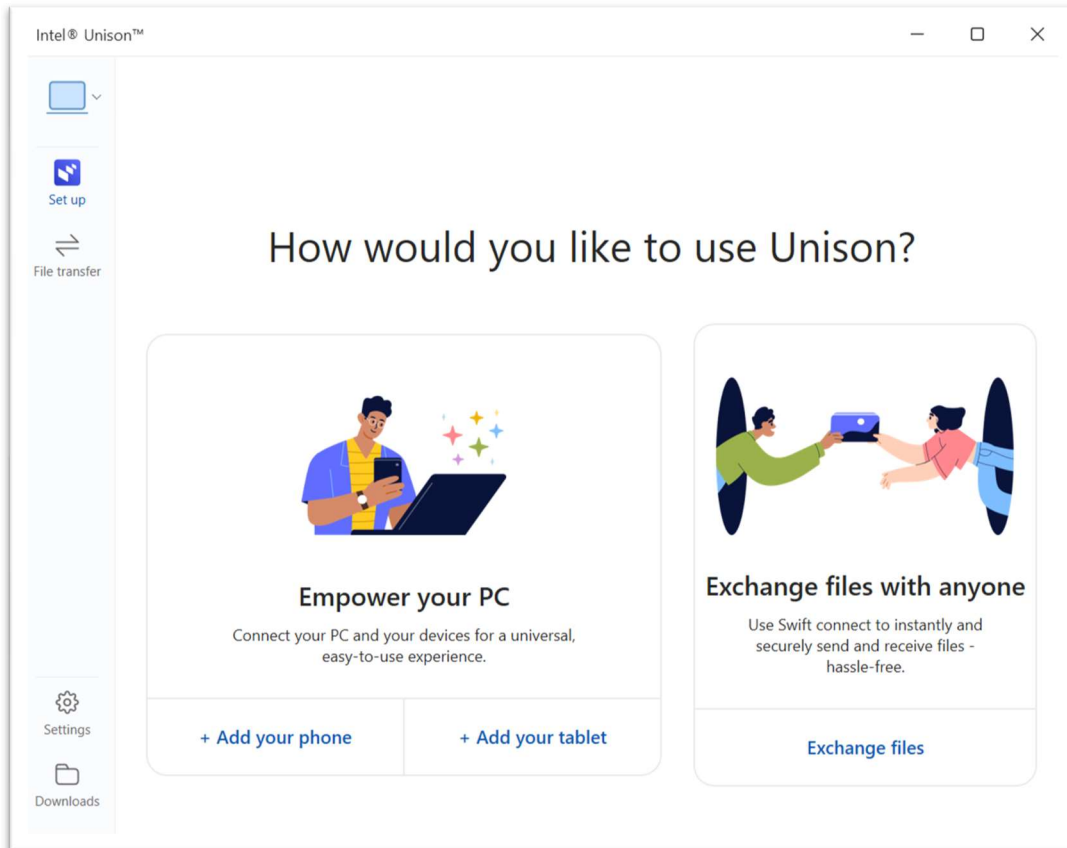 Intel® Unison™
Set up
File transfer
How would you like to use Unison?
Empower your PC
Connect your PC and your devices for a universal,
easy-to-use experience.
+ Add your phone
+ Add your tablet
Exchange files with anyone
Use Swift connect to instantly and
securely send and receive files -
hassle-free.
Exchange files
Settings
Downloads